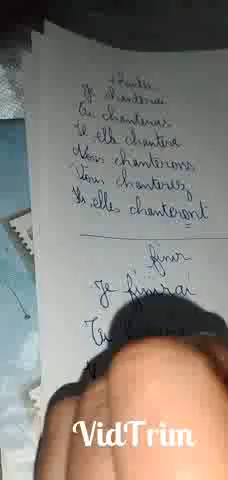 chanter
Je chanterai
Tu chanteras
Il elle chantera
Nous chanterons
Vous chanterez
Ils, elles chanteront
finir
Je finirai
Tu
VidTrim